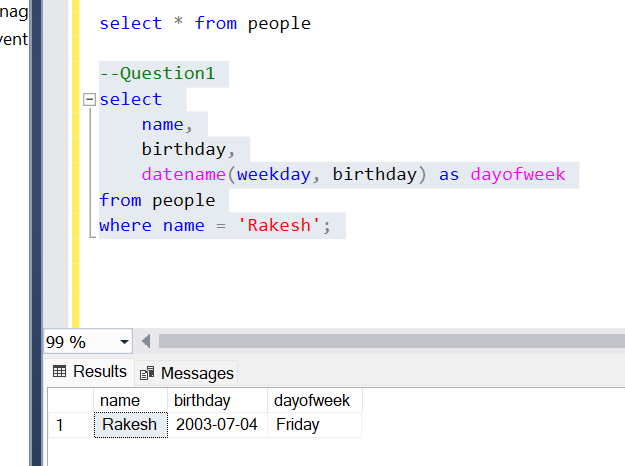 nag
vent
select * from people
--Question1
select
name,
birthday,
datename(weekday, birthday) as dayofweek
from people
where name = 'Rakesh';
99 %
Results Messages
name birthday dayofweek
1 Rakesh 2003-07-04 Friday